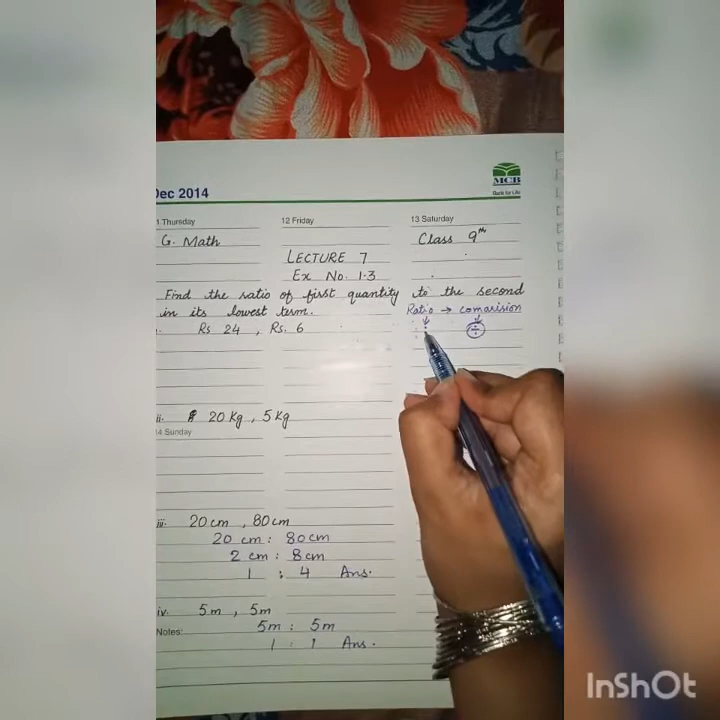 Dec 2014
MCB
Bank for Life
1 Thursday 12 Friday 13 Saturday
G. Math Class 9th
LECTURE 7
Ex No. 1.3
Find the ratio of first quantity to the second
in its lowest term. Ratio → comarision
Rs 24 , Rs. 6 ÷
ii. 20 Kg , 5 Kg
14 Sunday
iii. 20 cm , 80 cm
20 cm : 80 cm
2 cm : 8 cm
1 : 4 Ans.
iv. 5m , 5m
Notes: 5m : 5m
1 : 1 Ans.
InShOt